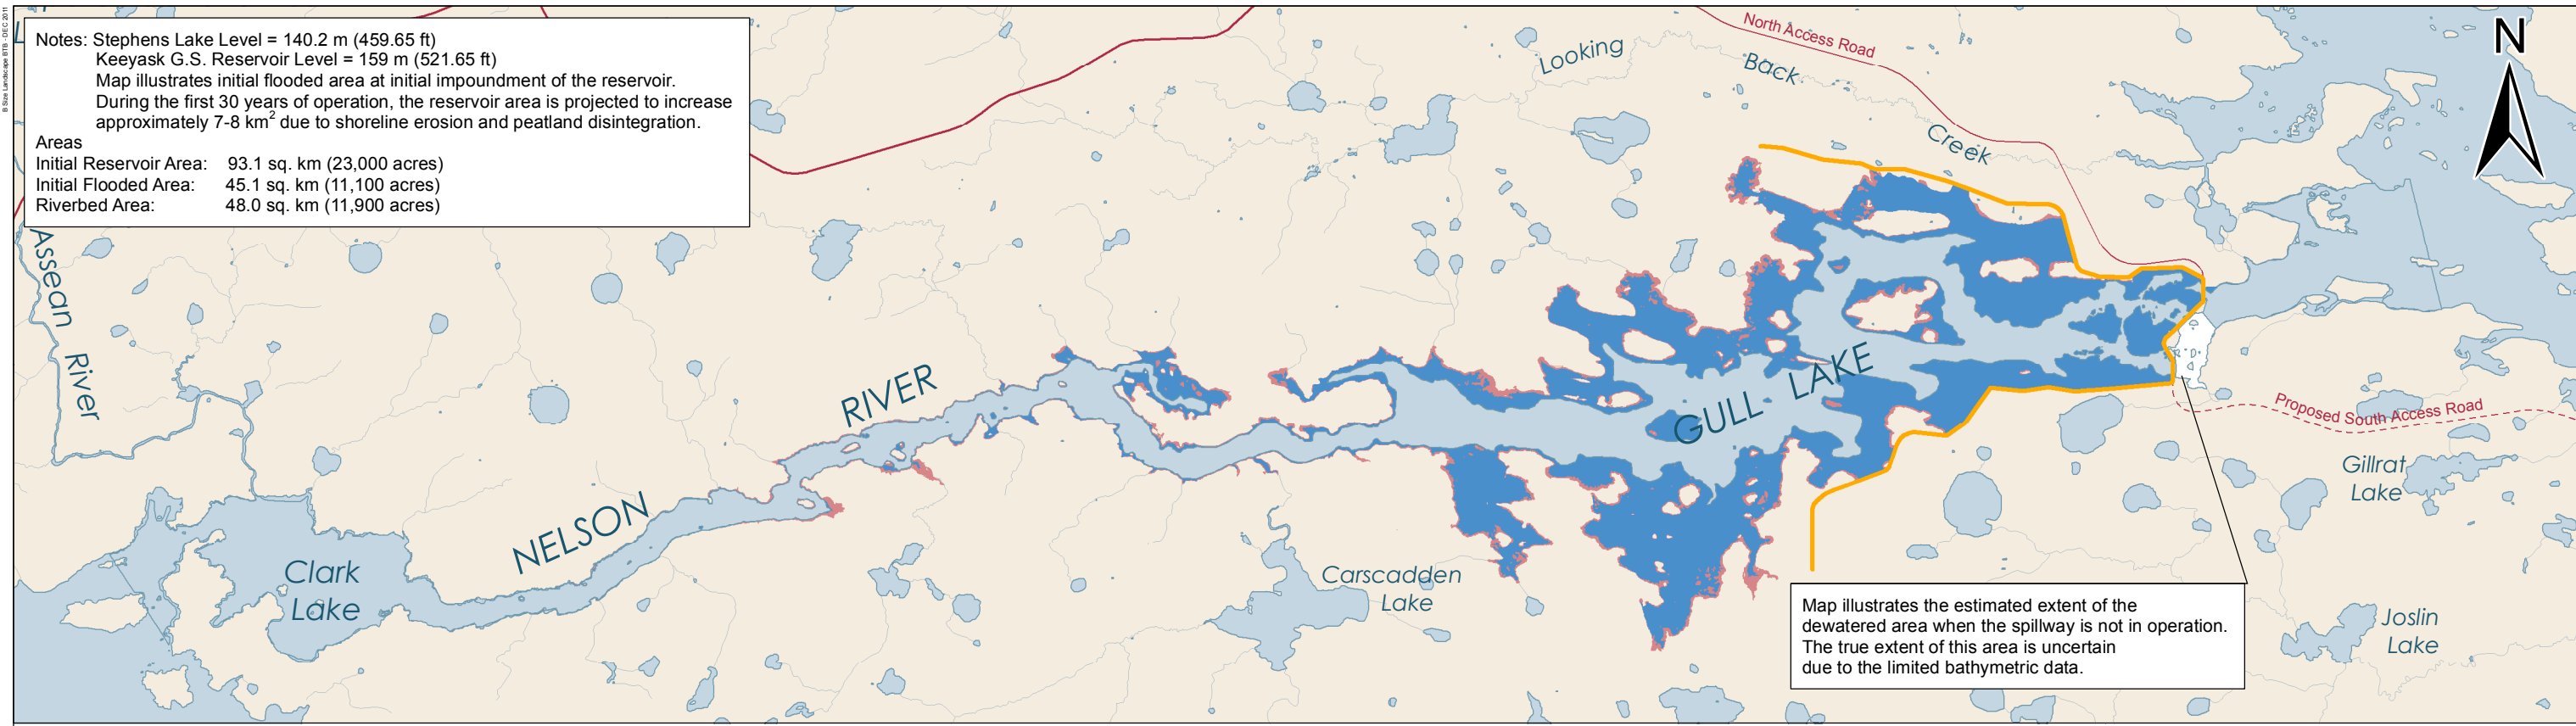 B Size Landscape BTB - DEC 2011
Notes: Stephens Lake Level = 140.2 m (459.65 ft)
Keeyask G.S. Reservoir Level = 159 m (521.65 ft)
Map illustrates initial flooded area at initial impoundment of the reservoir.
During the first 30 years of operation, the reservoir area is projected to increase
approximately 7-8 km² due to shoreline erosion and peatland disintegration.
Areas
Initial Reservoir Area: 93.1 sq. km (23,000 acres)
Initial Flooded Area: 45.1 sq. km (11,100 acres)
Riverbed Area: 48.0 sq. km (11,900 acres)
North Access Road
N
Looking
Back
Creek
Assean
River
RIVER
NELSON
GULL LAKE
Proposed South Access Road
Gillrat
Lake
Clark
Lake
Carscadden
Lake
Map illustrates the estimated extent of the
dewatered area when the spillway is not in operation.
The true extent of this area is uncertain
due to the limited bathymetric data.
Joslin
Lake